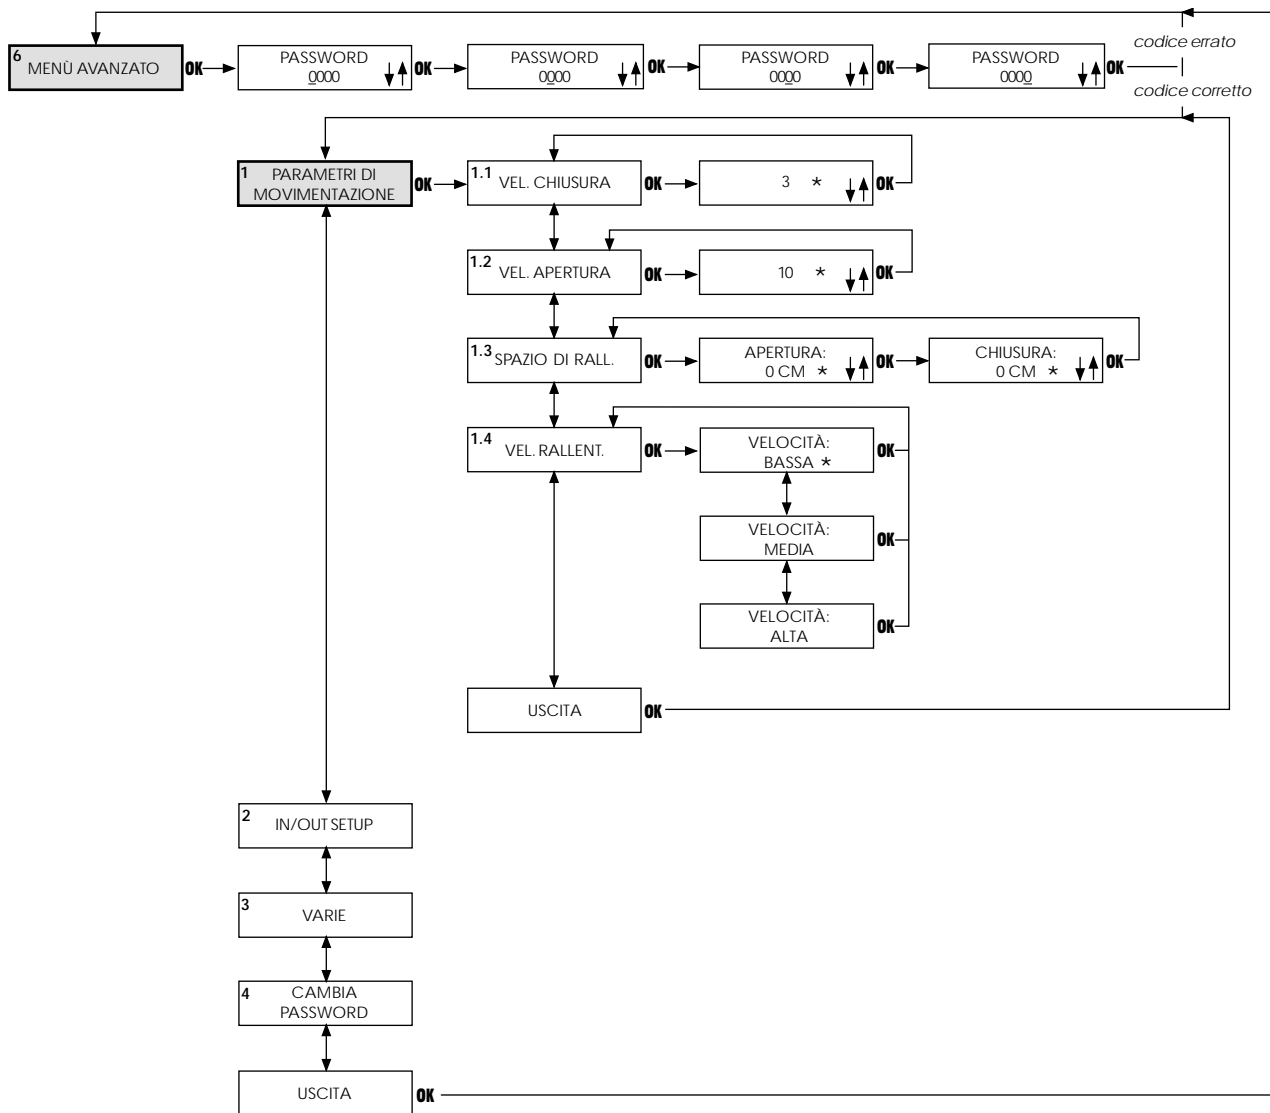 codice errato
6
MENÙ AVANZATO
OK
PASSWORD
0000
OK
PASSWORD
0000
OK
PASSWORD
0000
OK
PASSWORD
0000
OK
codice corretto
1
PARAMETRI DI
MOVIMENTAZIONE
OK
1.1
VEL. CHIUSURA
OK
3 *
OK
1.2
VEL. APERTURA
OK
10 *
OK
1.3
SPAZIO DI RALL.
OK
APERTURA:
0 CM *
OK
CHIUSURA:
0 CM *
OK
1.4
VEL. RALLENT.
OK
VELOCITÀ:
BASSA *
OK
VELOCITÀ:
MEDIA
OK
VELOCITÀ:
ALTA
OK
USCITA
OK
2
IN/OUT SETUP
3
VARIE
4
CAMBIA
PASSWORD
USCITA
OK